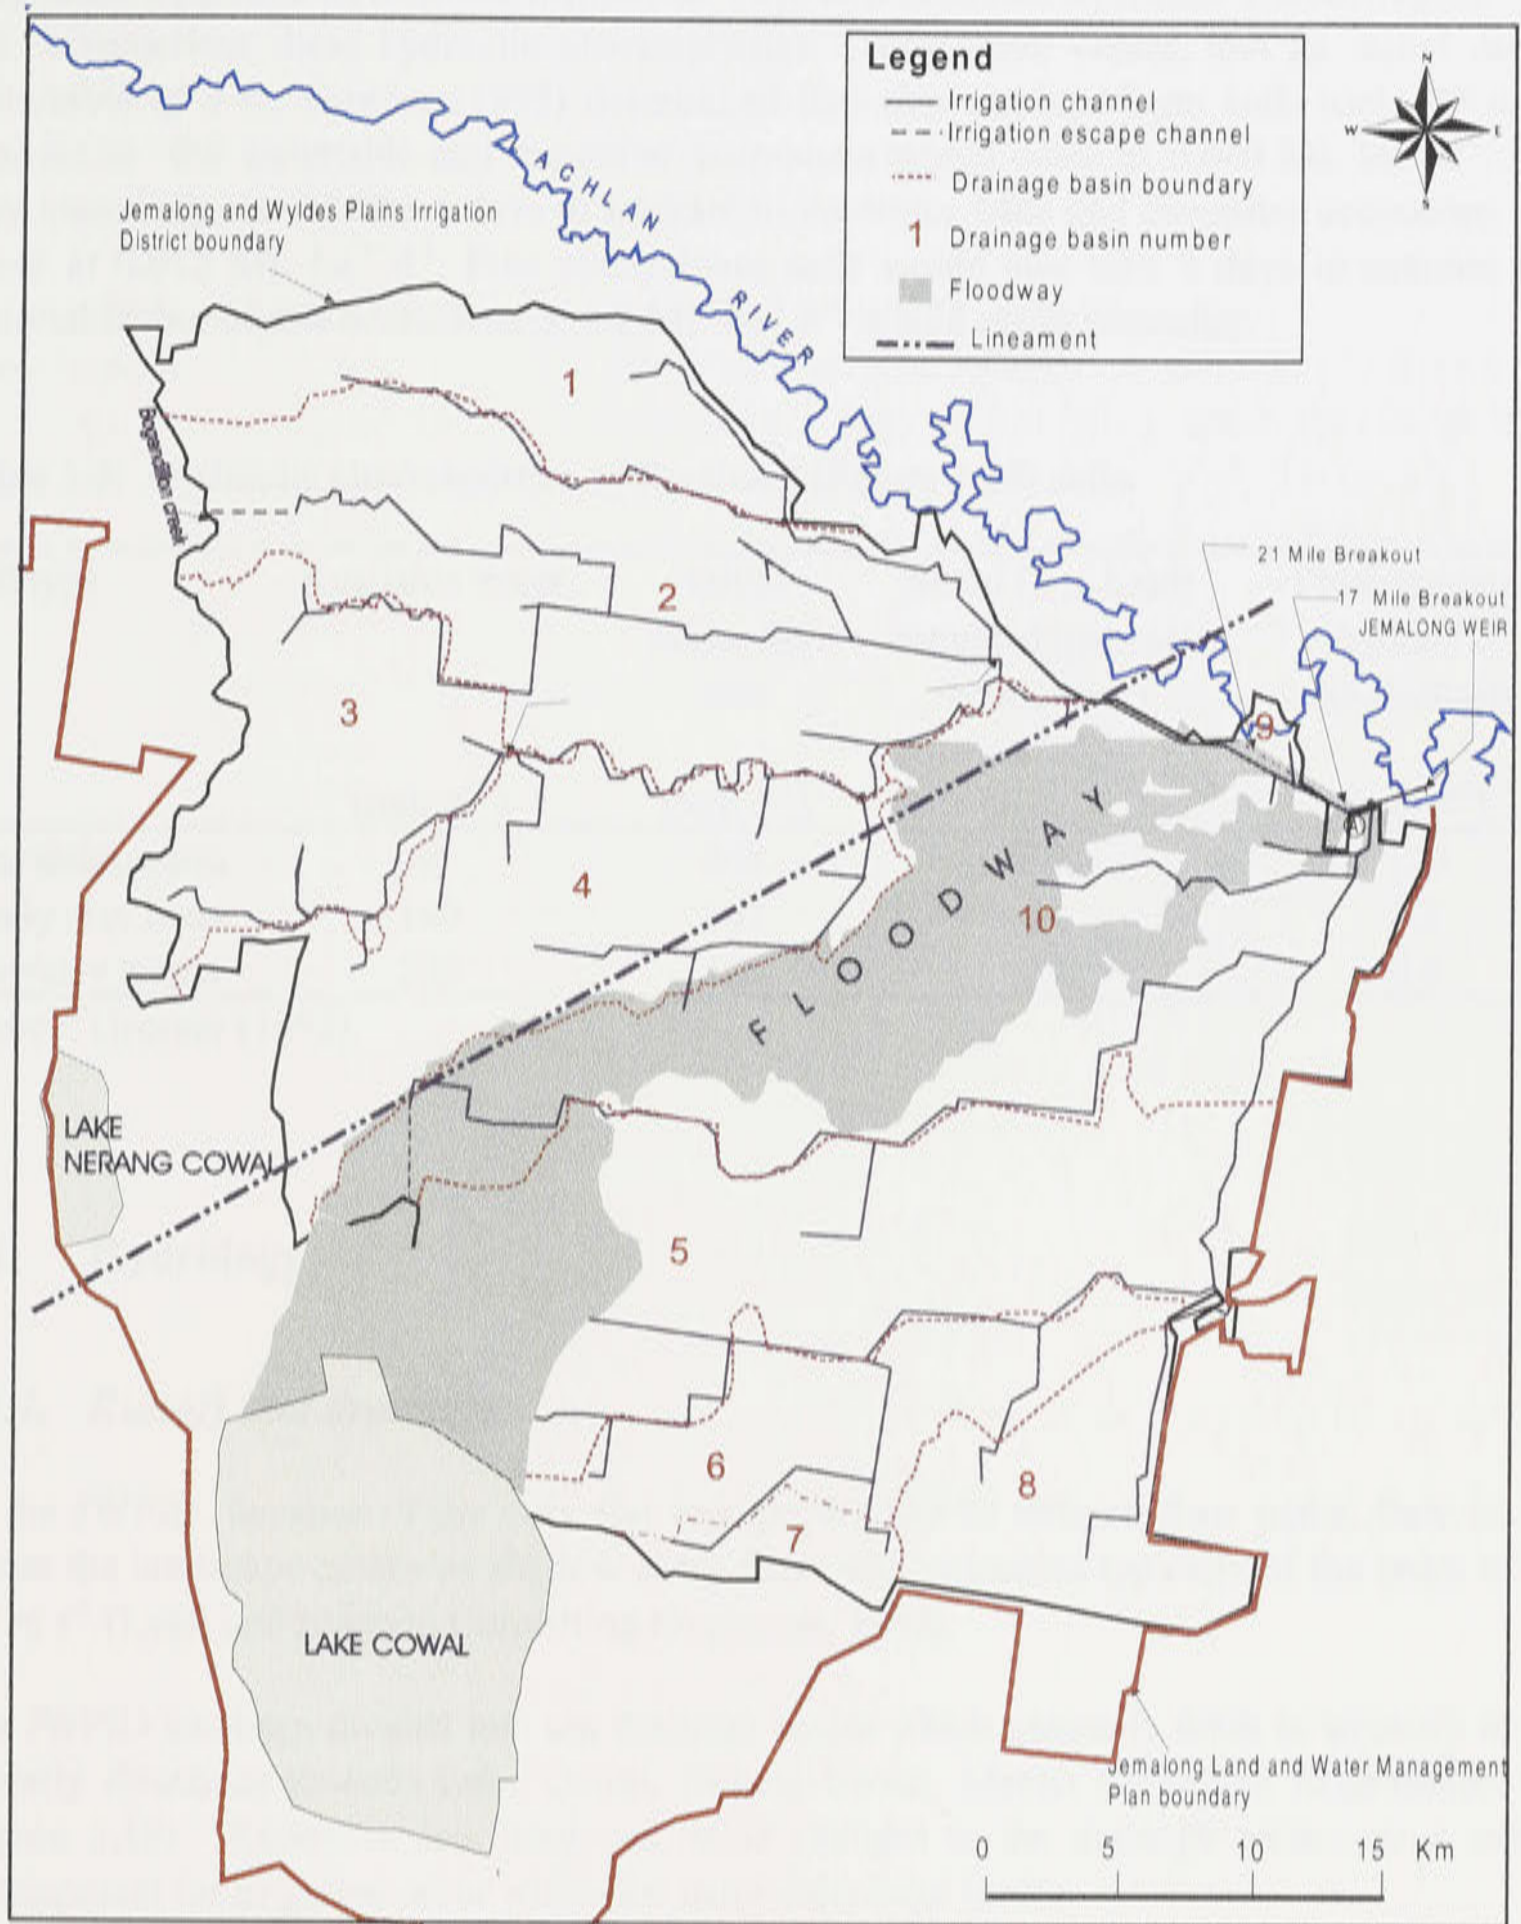 Legend
Irrigation channel
Irrigation escape channel
Drainage basin boundary
1 Drainage basin number
Floodway
Lineament
N
W E
S
ACHLAN
RIVER
Jemalong and Wyldes Plains Irrigation
District boundary
Bogandillon creek
21 Mile Breakout
17 Mile Breakout
JEMALONG WEIR
1
2
3
9
4
10
FLOODWAY
LAKE
NERANG COWAL
5
6
8
7
LAKE COWAL
Jemalong Land and Water Management
Plan boundary
0 5 10 15 Km